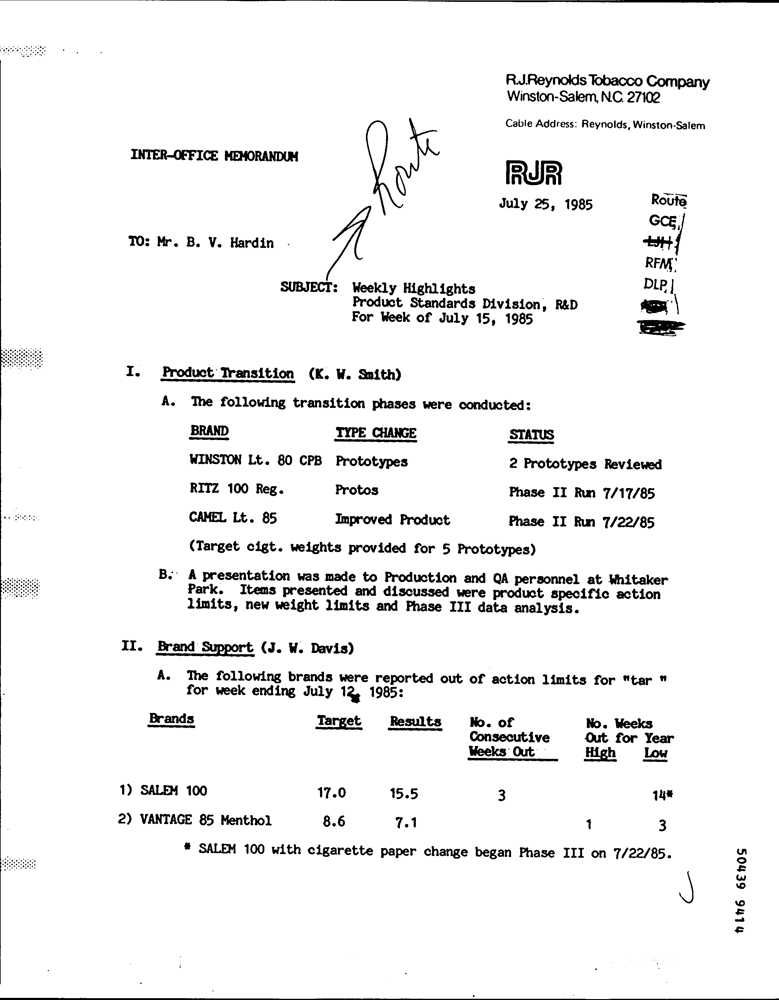 R.J.Reynolds Tobacco Company
Winston-Salem, N.C. 27102
Cable Address: Reynolds, Winston-Salem
INTER-OFFICE MEMORANDUM
Route
RJR
July 25, 1985
Route
GCE
RFM
DLP
TO: Mr. B. V. Hardin
SUBJECT: Weekly Highlights
Product Standards Division, R&D
For Week of July 15, 1985
I. Product Transition (K. W. Smith)
A. The following transition phases were conducted:
BRAND TYPE CHANGE STATUS
WINSTON Lt. 80 CPB Prototypes 2 Prototypes Reviewed
RITZ 100 Reg. Protos Phase II Run 7/17/85
CAMEL Lt. 85 Improved Product Phase II Run 7/22/85
(Target cigt. weights provided for 5 Prototypes)
B. A presentation was made to Production and QA personnel at Whitaker
Park. Items presented and discussed were product specific action
limits, new weight limits and Phase III data analysis.
II. Brand Support (J. W. Davis)
A. The following brands were reported out of action limits for "tar "
for week ending July 12, 1985:
Brands Target Results No. of No. Weeks
Consecutive Out for Year
Weeks Out High Low
1) SALEM 100 17.0 15.5 3 14*
2) VANTAGE 85 Menthol 8.6 7.1 1 3
* SALEM 100 with cigarette paper change began Phase III on 7/22/85.
50439 9414